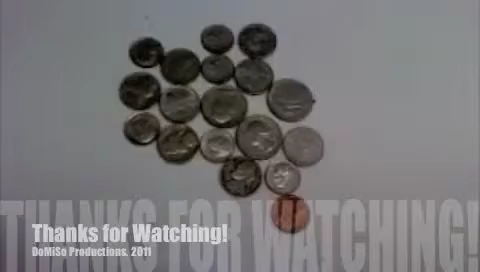 THANKS FOR WATCHING!
Thanks for Watching!
DoMiSo Productions, 2011